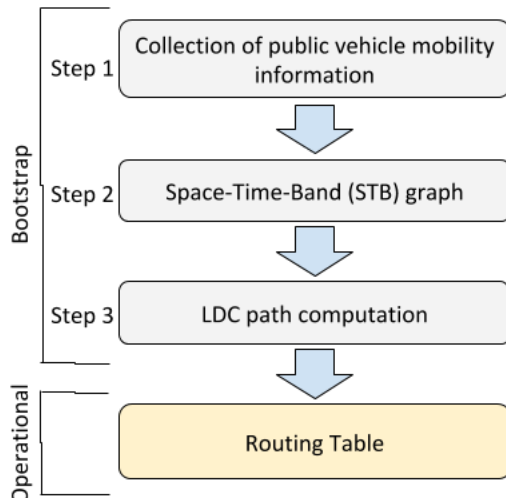 Bootstrap
Step 1
Collection of public vehicle mobility
information
Step 2
Space-Time-Band (STB) graph
Step 3
LDC path computation
Operational
Routing Table